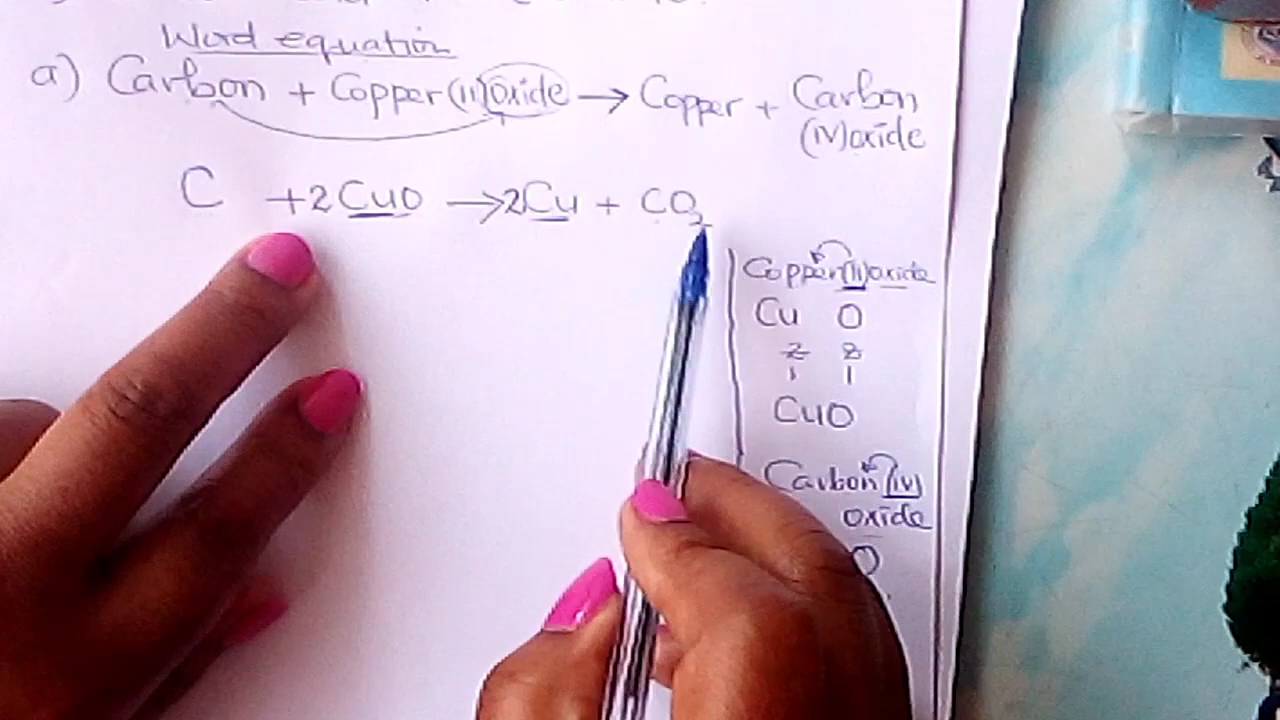 Word equation
a) Carbon + Copper(II)oxide → Copper + Carbon
(IV)oxide
C +2CuO → 2Cu + CO2
Copper(II)oxide
Cu O
2 2
1 1
CuO
Carbon(IV)
oxide
O